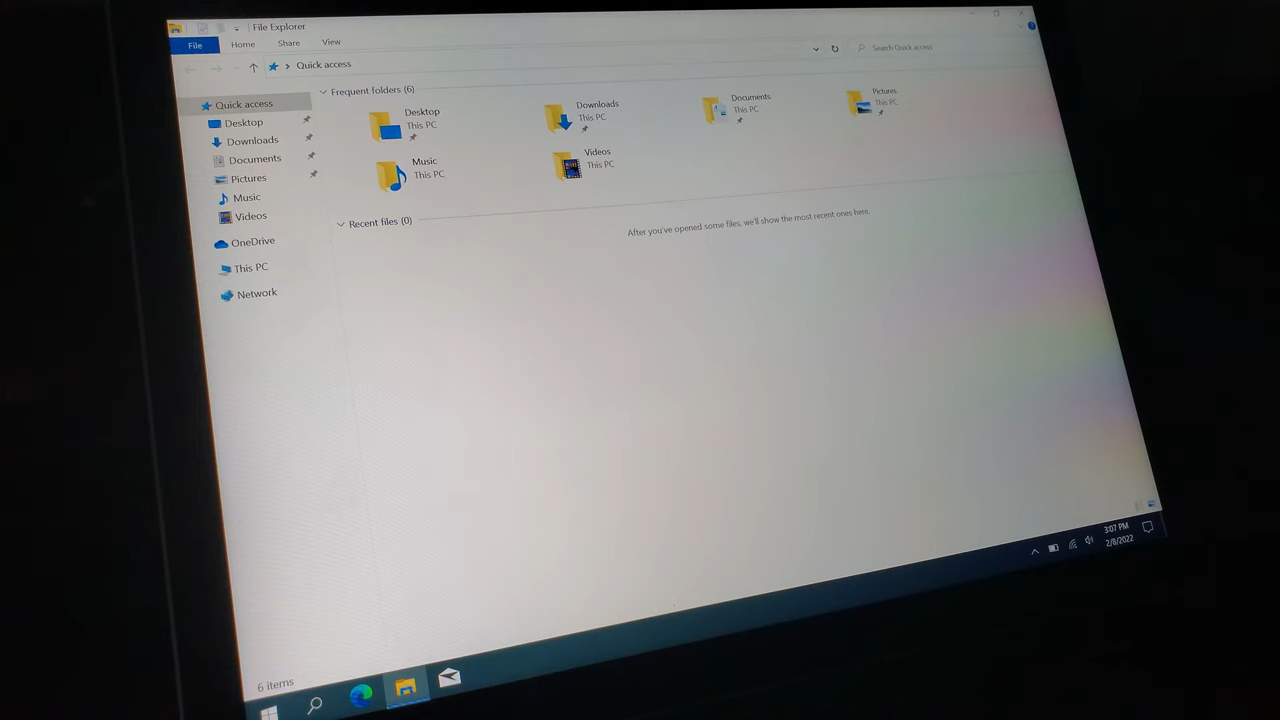 File Explorer
File Home Share View
Quick access
Search Quick access
Quick access
Desktop
Downloads
Documents
Pictures
Music
Videos
OneDrive
This PC
Network
Frequent folders (6)
Desktop
This PC
Downloads
This PC
Documents
This PC
Pictures
This PC
Music
This PC
Videos
This PC
Recent files (0)
After you've opened some files, we'll show the most recent ones here.
6 items
3:07 PM
2/8/2022